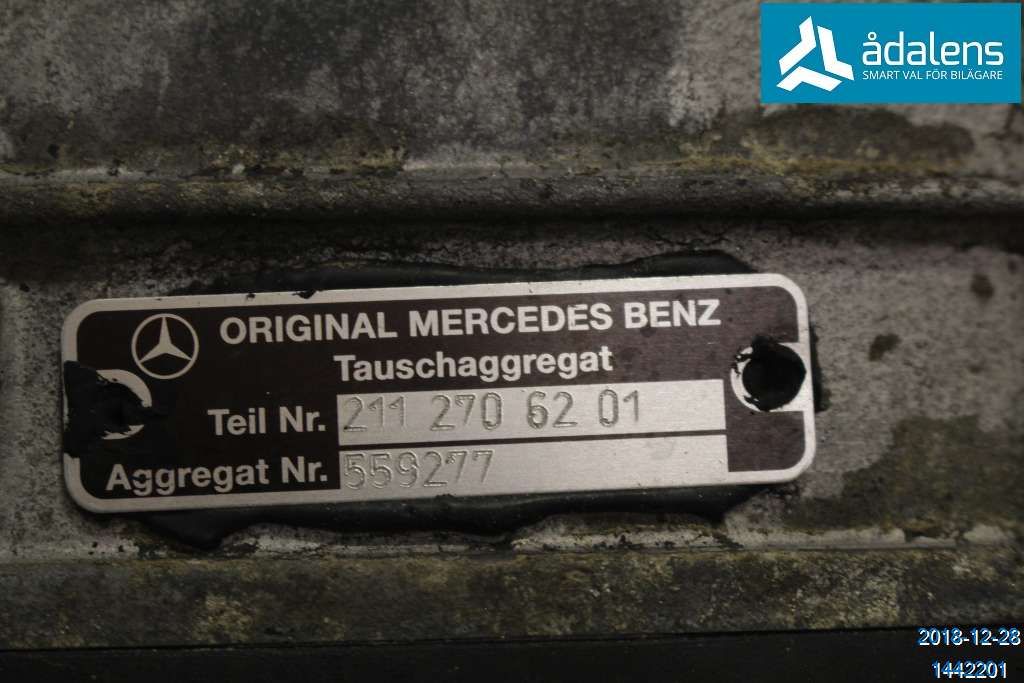 ådalens
SMART VAL FÖR BILÄGARE
ORIGINAL MERCEDES BENZ
Tauschaggregat
Teil Nr. 211 270 62 01
Aggregat Nr. 559277
2018-12-28
1442201